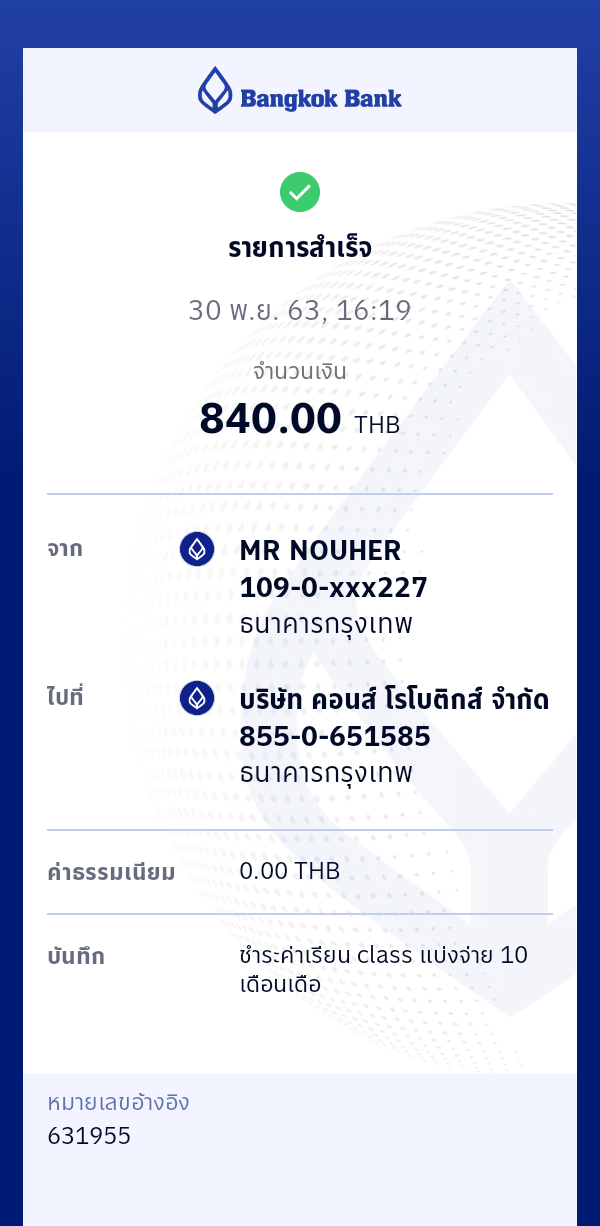 Bangkok Bank
รายการสำเร็จ
30 พ.ย. 63, 16:19
จำนวนเงิน
840.00 THB
จาก
MR NOUHER
109-0-xxx227
ธนาคารกรุงเทพ
ไปที่
บริษัท คอนส์ โรโบติกส์ จำกัด
855-0-651585
ธนาคารกรุงเทพ
ค่าธรรมเนียม
0.00 THB
บันทึก
ชำระค่าเรียน class แบ่งจ่าย 10
เดือนเดือ
หมายเลขอ้างอิง
631955